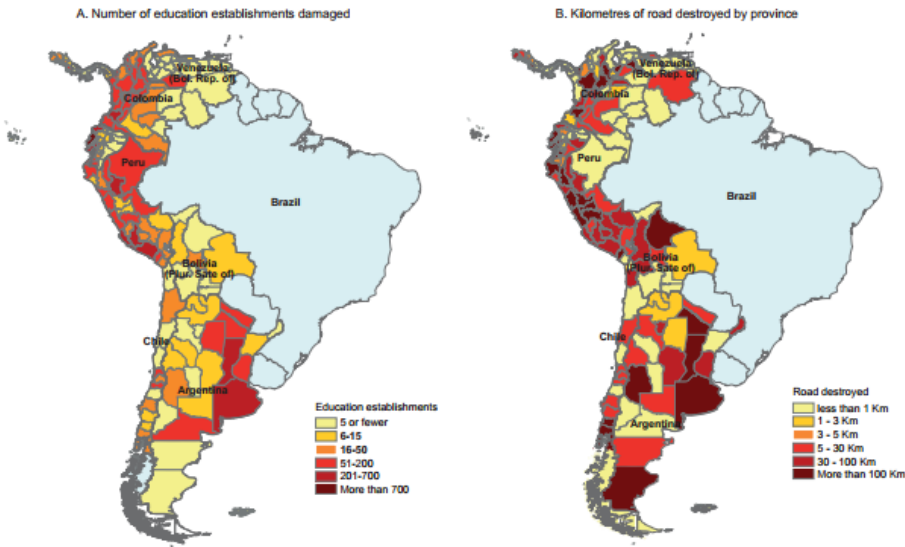 A. Number of education establishments damaged
Venezuela
(Bol. Rep. of)
Colombia
Peru
Brazil
Bolivia
(Plur. Sate of)
Chile
Argentina
Education establishments
5 or fewer
6-15
16-50
51-200
201-700
More than 700
B. Kilometres of road destroyed by province
Venezuela
(Bol. Rep. of)
Colombia
Peru
Brazil
Bolivia
(Plur. Sate of)
Chile
Argentina
Road destroyed
less than 1 Km
1 - 3 Km
3 - 5 Km
5 - 30 Km
30 - 100 Km
More than 100 Km